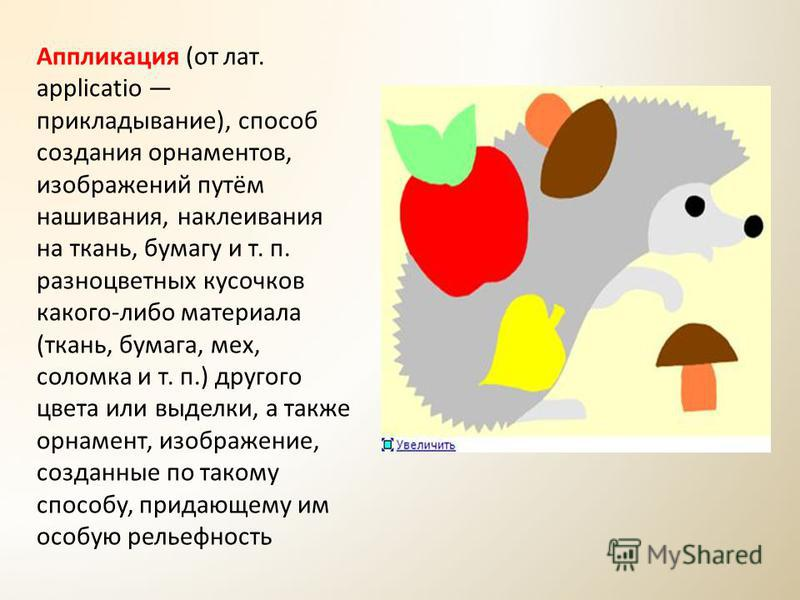 Аппликация (от лат.
applicatio —
прикладывание), способ
создания орнаментов,
изображений путём
нашивания, наклеивания
на ткань, бумагу и т. п.
разноцветных кусочков
какого-либо материала
(ткань, бумага, мех,
соломка и т. п.) другого
цвета или выделки, а также
орнамент, изображение,
созданные по такому
способу, придающему им
особую рельефность
Увеличить
MyShared